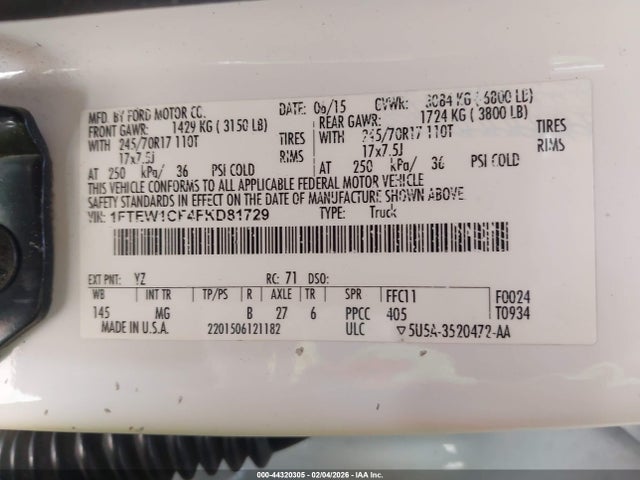 MFD. BY FORD MOTOR CO. DATE: 06/15 GVWR: 3084 KG ( 6800 LB)
FRONT GAWR: 1429 KG ( 3150 LB) REAR GAWR: 1724 KG ( 3800 LB)
WITH 245/70R17 110T TIRES WITH 245/70R17 110T TIRES
17x7.5J RIMS 17x7.5J RIMS
AT 250 kPa/ 36 PSI COLD AT 250 kPa/ 36 PSI COLD
THIS VEHICLE CONFORMS TO ALL APPLICABLE FEDERAL MOTOR VEHICLE
SAFETY STANDARDS IN EFFECT ON THE DATE OF MANUFACTURE SHOWN ABOVE.
VIN: 1FTEW1CF4FKD81729 TYPE: Truck
EXT PNT: YZ RC: 71 DSO:
WB INT TR TP/PS R AXLE TR SPR FFC11 F0024
145 MG B 27 6 PPCC 405 T0934
MADE IN U.S.A. 2201506121182 ULC ▽5U5A-3520472-AA
000-44320305 - 02/04/2026 - IAA Inc.